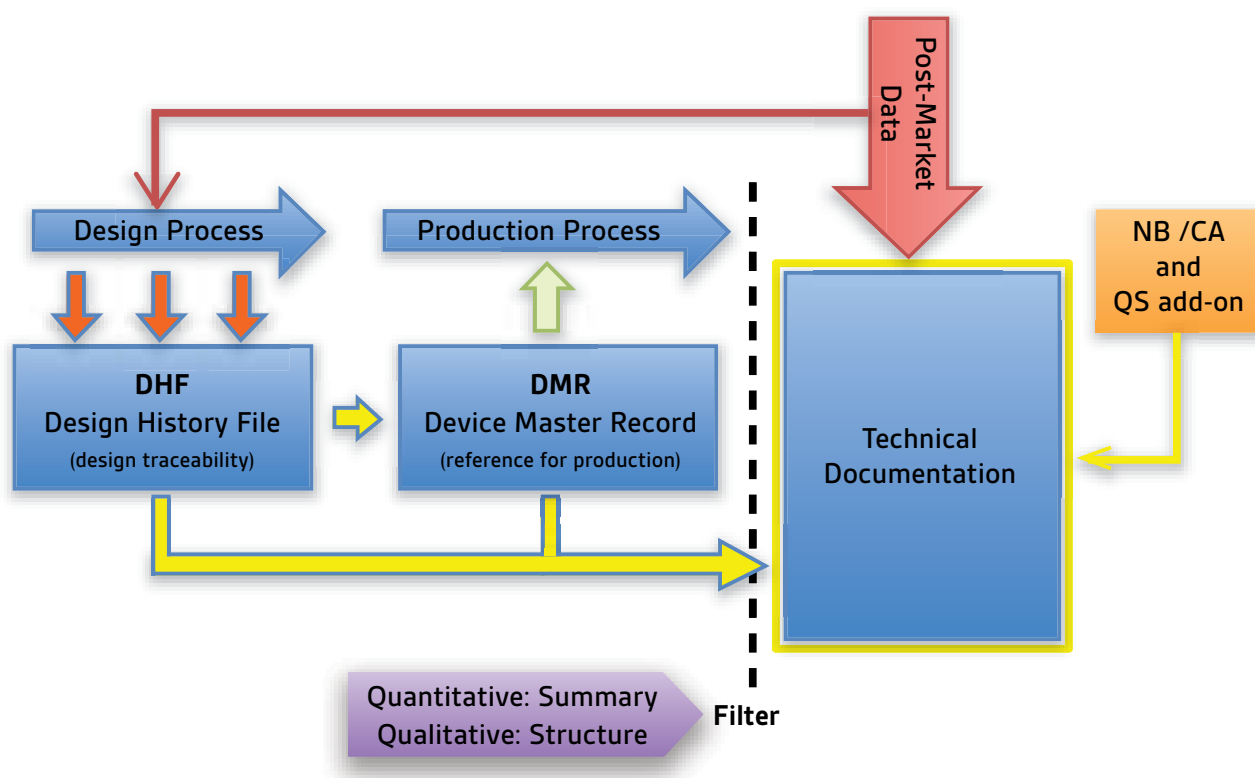 Post-Market
Data
Design Process
Production Process
NB /CA
and
QS add-on
DHF
Design History File
(design traceability)
DMR
Device Master Record
(reference for production)
Technical
Documentation
Quantitative: Summary
Qualitative: Structure
Filter